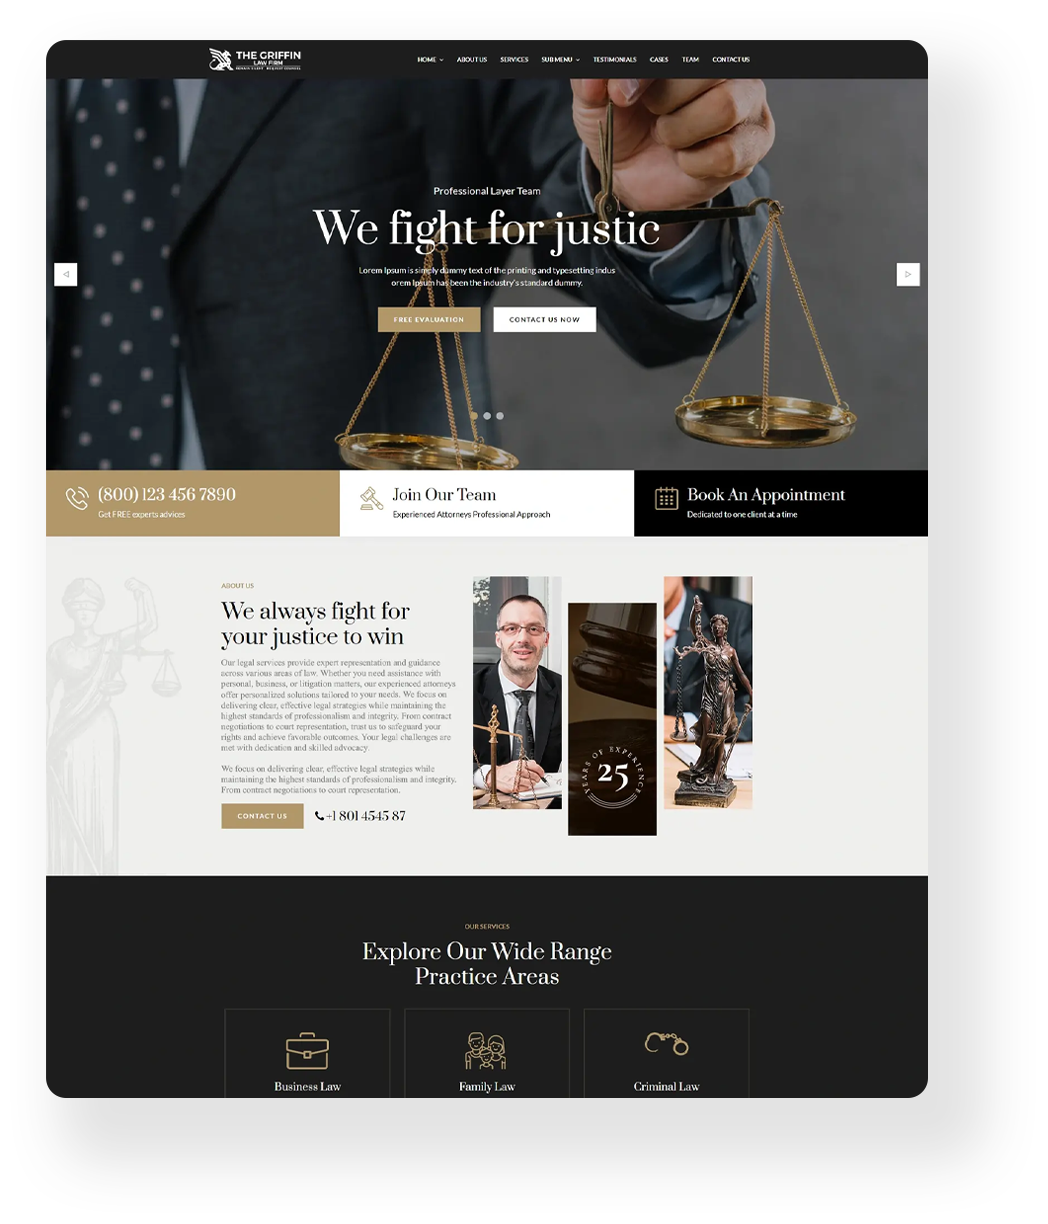 THE GRIFFIN
LAW FIRM
HOME ABOUT US SERVICES SUB MENU TESTIMONIALS CASES TEAM CONTACT US
Professional Layer Team
We fight for justic
Lorem Ipsum is simply dummy text of the printing and typesetting indus
orem Ipsum has been the industry's standard dummy.
FREE EVALUATION CONTACT US NOW
(800) 123 456 7890
Get FREE experts advices
Join Our Team
Experienced Attorneys Professional Approach
Book An Appointment
Dedicated to one client at a time
ABOUT US
We always fight for
your justice to win
Our legal services provide expert representation and guidance
across various areas of law. Whether you need assistance with
personal, business, or litigation matters, our experienced attorneys
offer personalized solutions tailored to your needs. We focus on
delivering clear, effective legal strategies while maintaining the
highest standards of professionalism and integrity. From contract
negotiations to court representation, trust us to safeguard your
rights and achieve favorable outcomes. Your legal challenges are
met with dedication and skilled advocacy.
We focus on delivering clear, effective legal strategies while
maintaining the highest standards of professionalism and integrity.
From contract negotiations to court representation.
CONTACT US +1 801 4545 87
YEARS OF EXPERIENCE
25
OUR SERVICES
Explore Our Wide Range
Practice Areas
Business Law
Family Law
Criminal Law